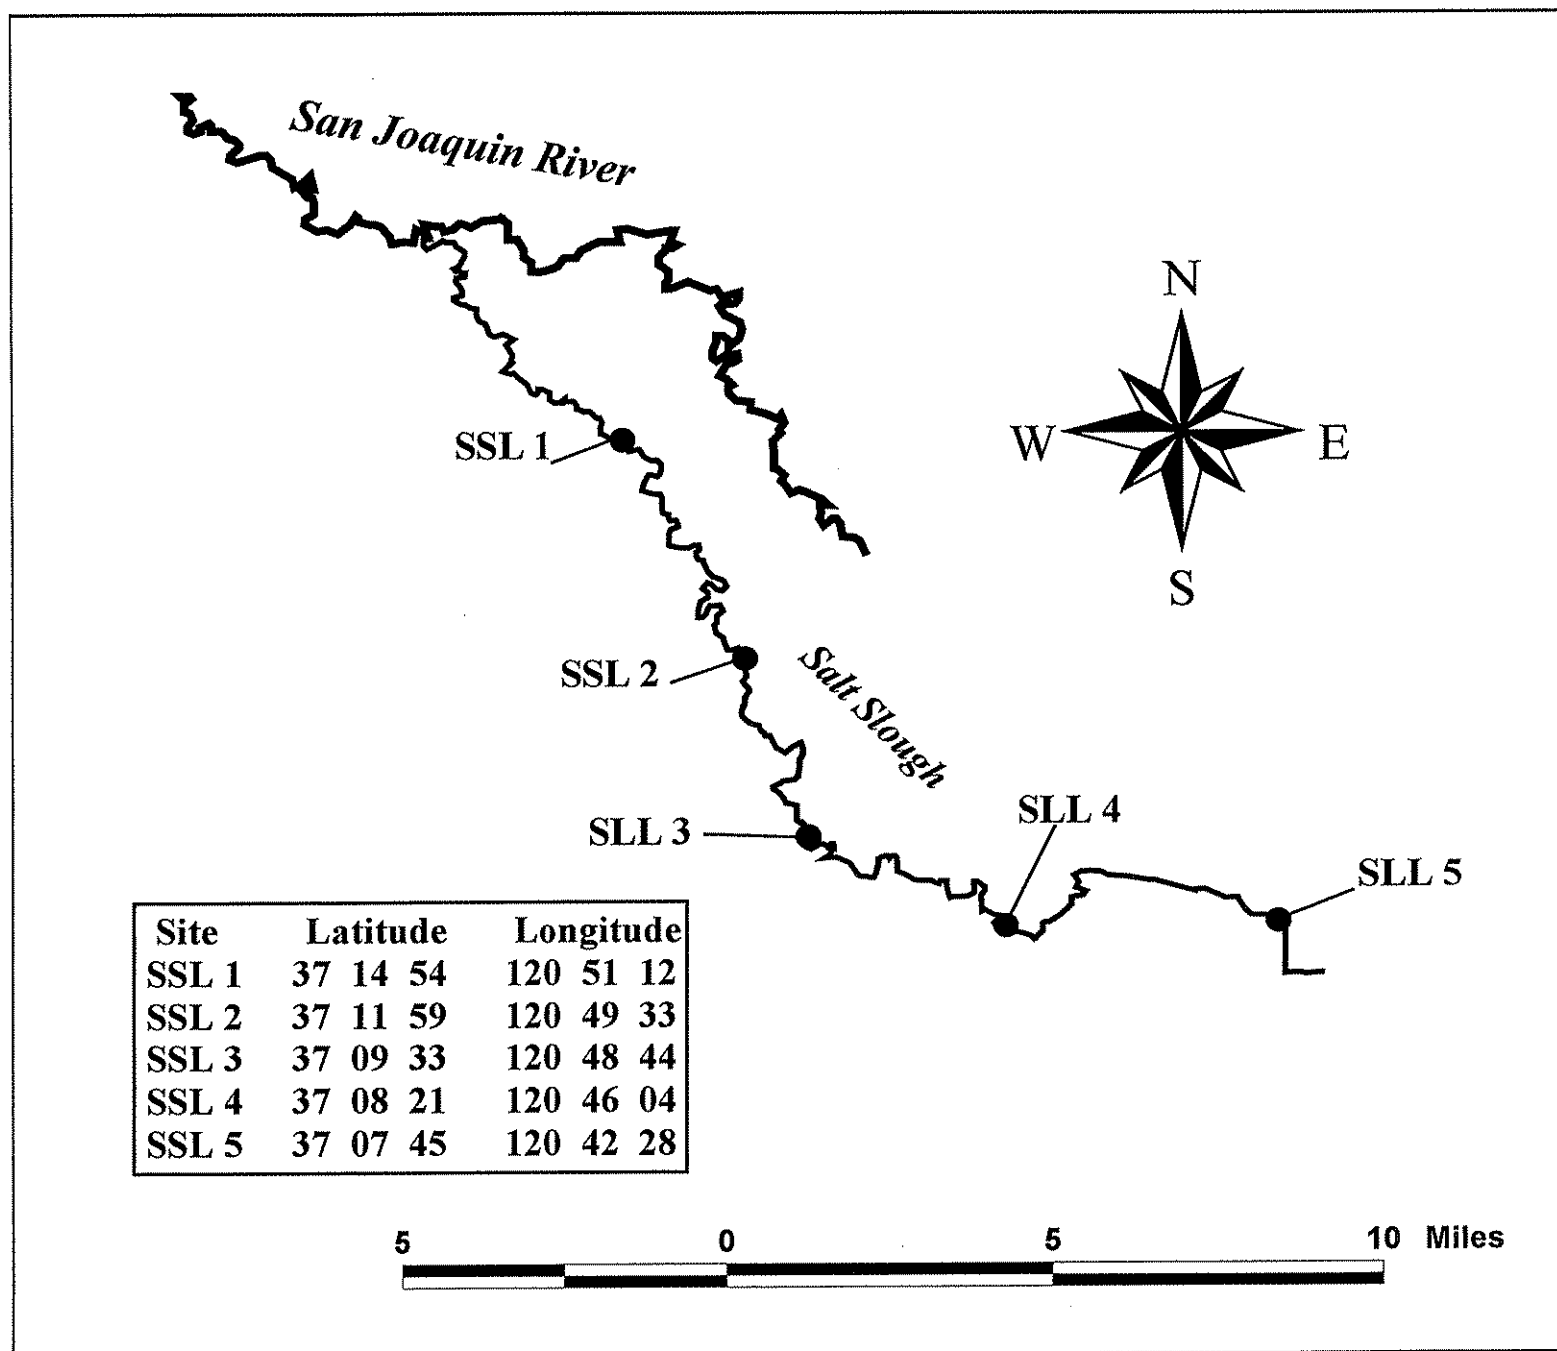 San Joaquin River
N
W
E
S
SSL 1
SSL 2
Salt Slough
SLL 3
SLL 4
SLL 5
Site Latitude Longitude
SSL 1 37 14 54 120 51 12
SSL 2 37 11 59 120 49 33
SSL 3 37 09 33 120 48 44
SSL 4 37 08 21 120 46 04
SSL 5 37 07 45 120 42 28
5 0 5 10 Miles